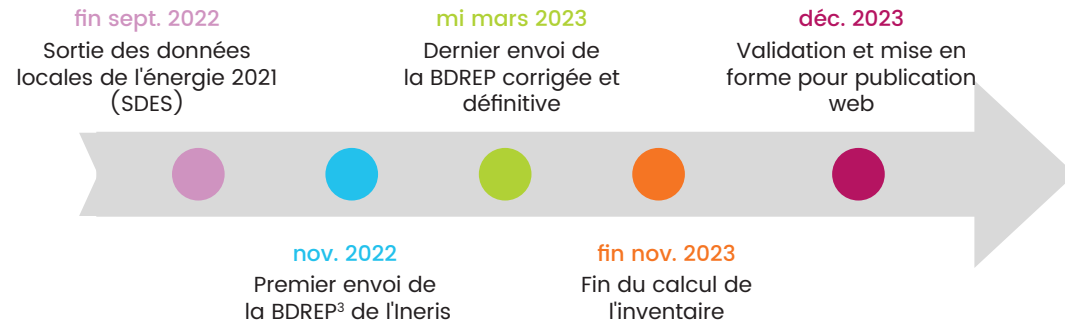 fin sept. 2022
Sortie des données
locales de l'énergie 2021
(SDES)
nov. 2022
Premier envoi de
la BDREP³ de l'Ineris
mi mars 2023
Dernier envoi de
la BDREP corrigée et
définitive
fin nov. 2023
Fin du calcul de
l'inventaire
déc. 2023
Validation et mise en
forme pour publication
web